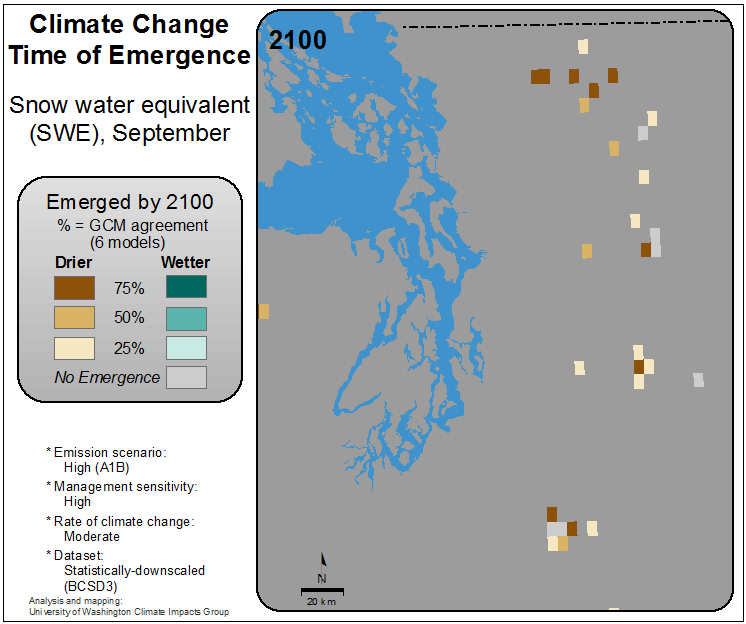 Climate Change
Time of Emergence
Snow water equivalent
(SWE), September
Emerged by 2100
% = GCM agreement
(6 models)
Drier Wetter
75%
50%
25%
No Emergence
* Emission scenario:
High (A1B)
* Management sensitivity:
High
* Rate of climate change:
Moderate
* Dataset:
Statistically-downscaled
(BCSD3)
Analysis and mapping:
University of Washington Climate Impacts Group
2100
N
20 km